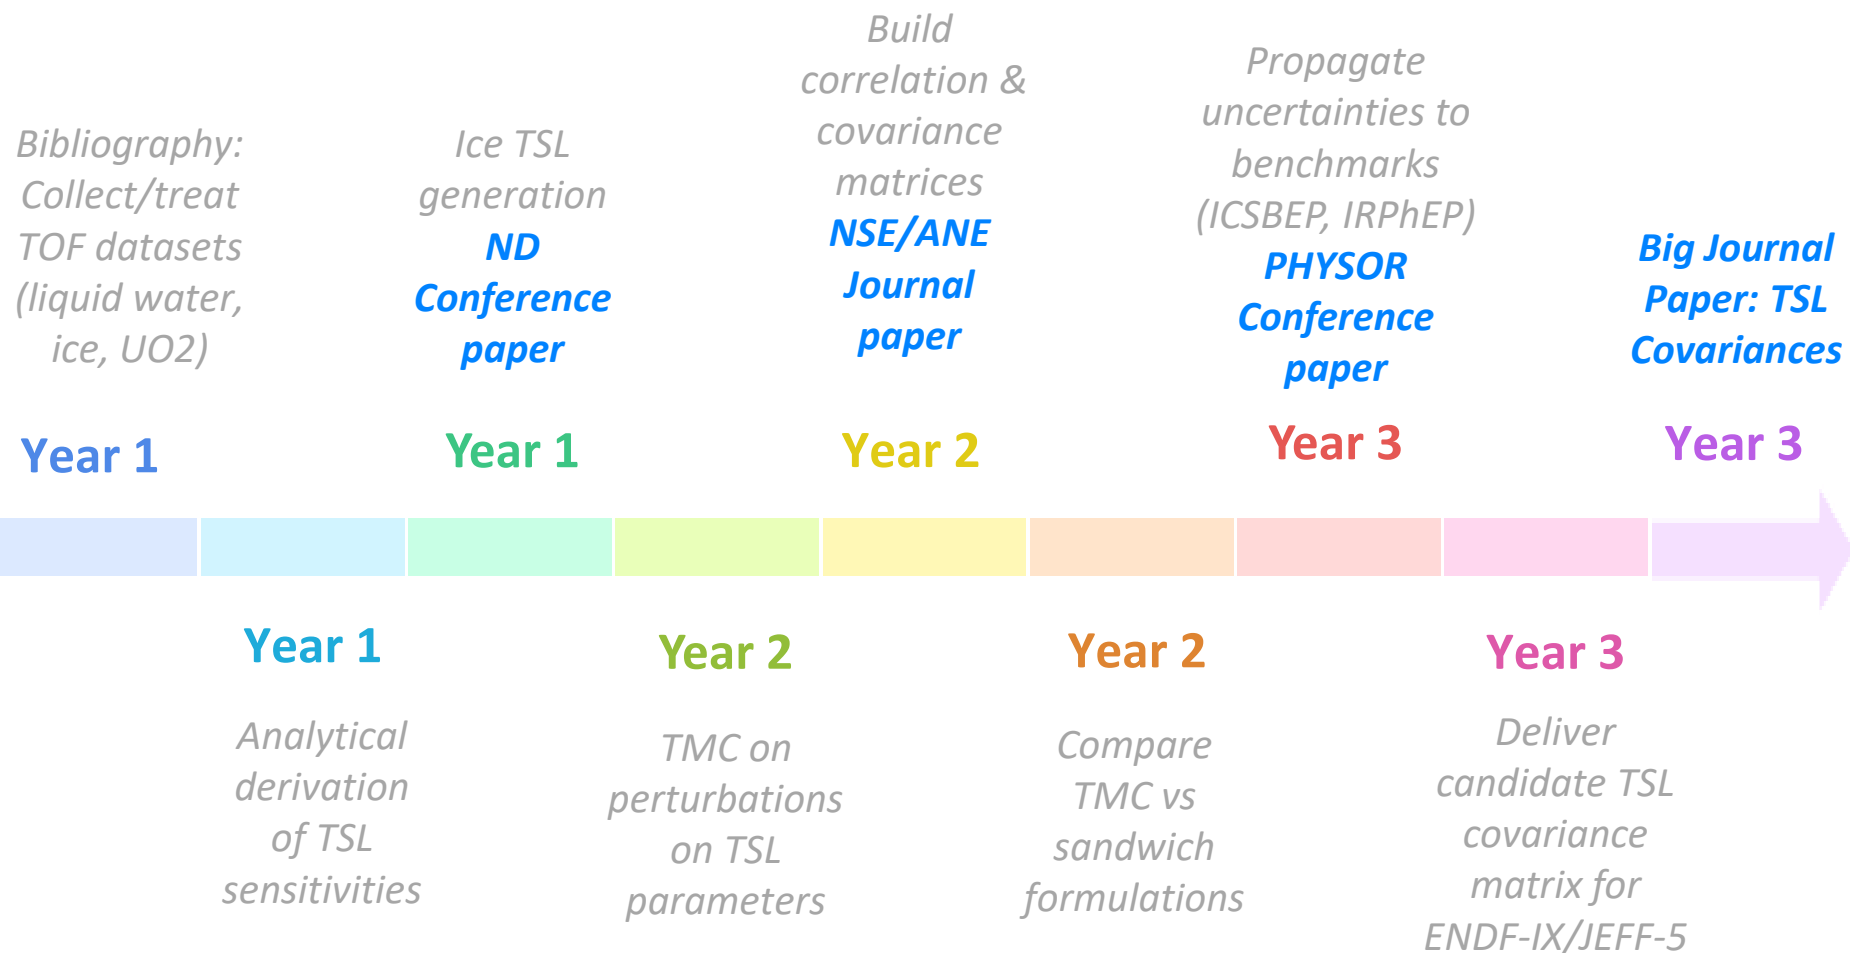 Bibliography:
Collect/treat
TOF datasets
(liquid water,
ice, UO2)
Year 1
Year 1
Analytical
derivation
of TSL
sensitivities
Ice TSL
generation
ND
Conference
paper
Year 1
Year 2
TMC on
perturbations
on TSL
parameters
Build
correlation &
covariance
matrices
NSE/ANE
Journal
paper
Year 2
Year 2
Compare
TMC vs
sandwich
formulations
Propagate
uncertainties to
benchmarks
(ICSBEP, IRPhEP)
PHYSOR
Conference
paper
Year 3
Year 3
Deliver
candidate TSL
covariance
matrix for
ENDF-IX/JEFF-5
Big Journal
Paper: TSL
Covariances
Year 3